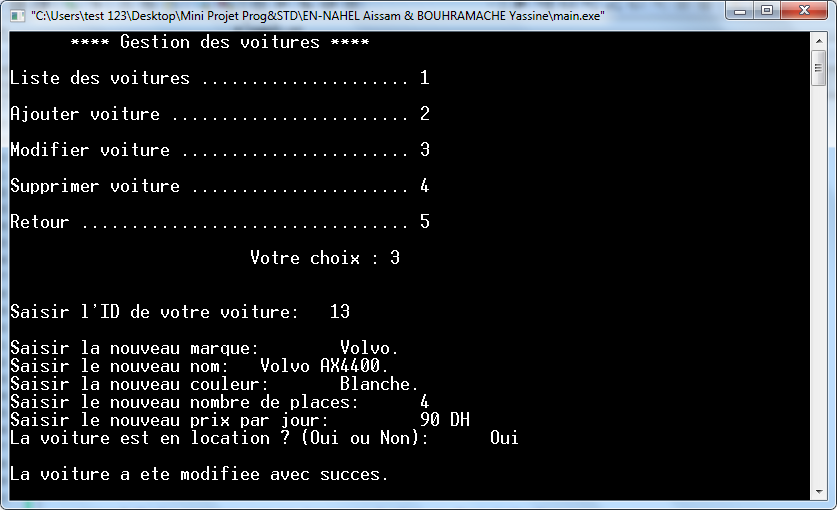 "C:\Users\test 123\Desktop\Mini Projet Prog&STD\EN-NAHEL Aissam & BOUHRAMACHE Yassine\main.exe"
**** Gestion des voitures ****
Liste des voitures ..................... 1
Ajouter voiture ........................ 2
Modifier voiture ....................... 3
Supprimer voiture ...................... 4
Retour ................................. 5
Votre choix : 3
Saisir l'ID de votre voiture: 13
Saisir la nouveau marque: Volvo.
Saisir le nouveau nom: Volvo AX4400.
Saisir la nouveau couleur: Blanche.
Saisir le nouveau nombre de places: 4
Saisir le nouveau prix par jour: 90 DH
La voiture est en location ? (Oui ou Non): Oui
La voiture a ete modifiee avec succes.